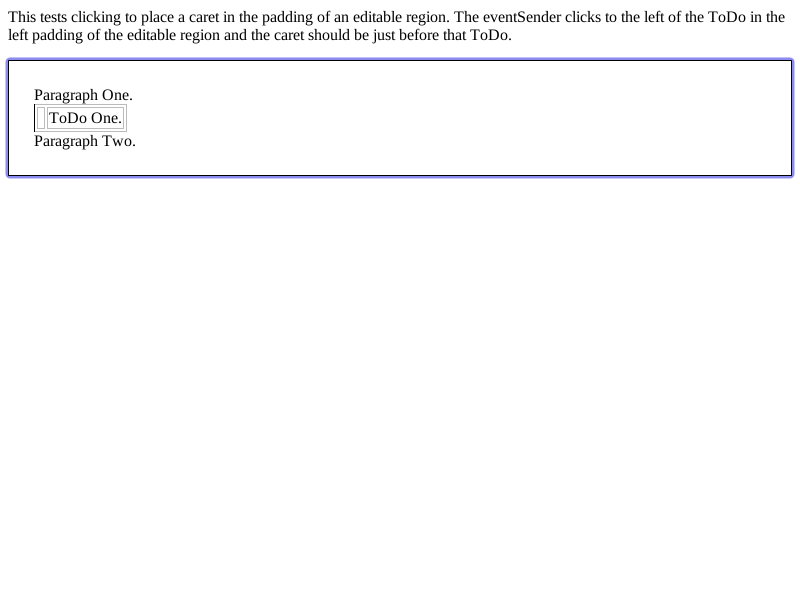 This tests clicking to place a caret in the padding of an editable region. The eventSender clicks to the left of the ToDo in the
left padding of the editable region and the caret should be just before that ToDo.
Paragraph One.
ToDo One.
Paragraph Two.